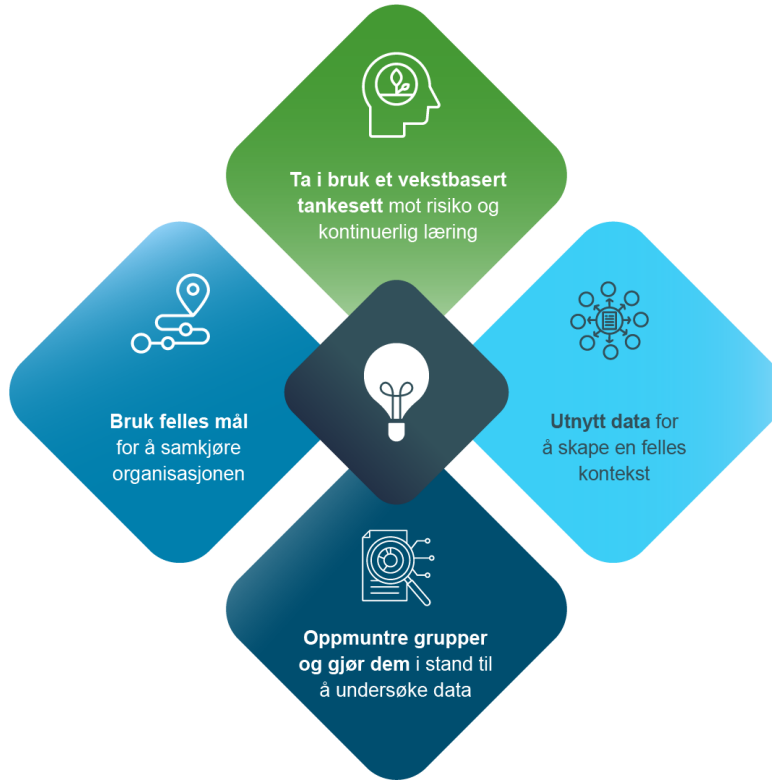 Ta i bruk et vekstbasert
tankesett mot risiko og
kontinuerlig læring
Bruk felles mål
for å samkjøre
organisasjonen
Utnytt data for
å skape en felles
kontekst
Oppmuntre grupper
og gjør dem i stand til
å undersøke data